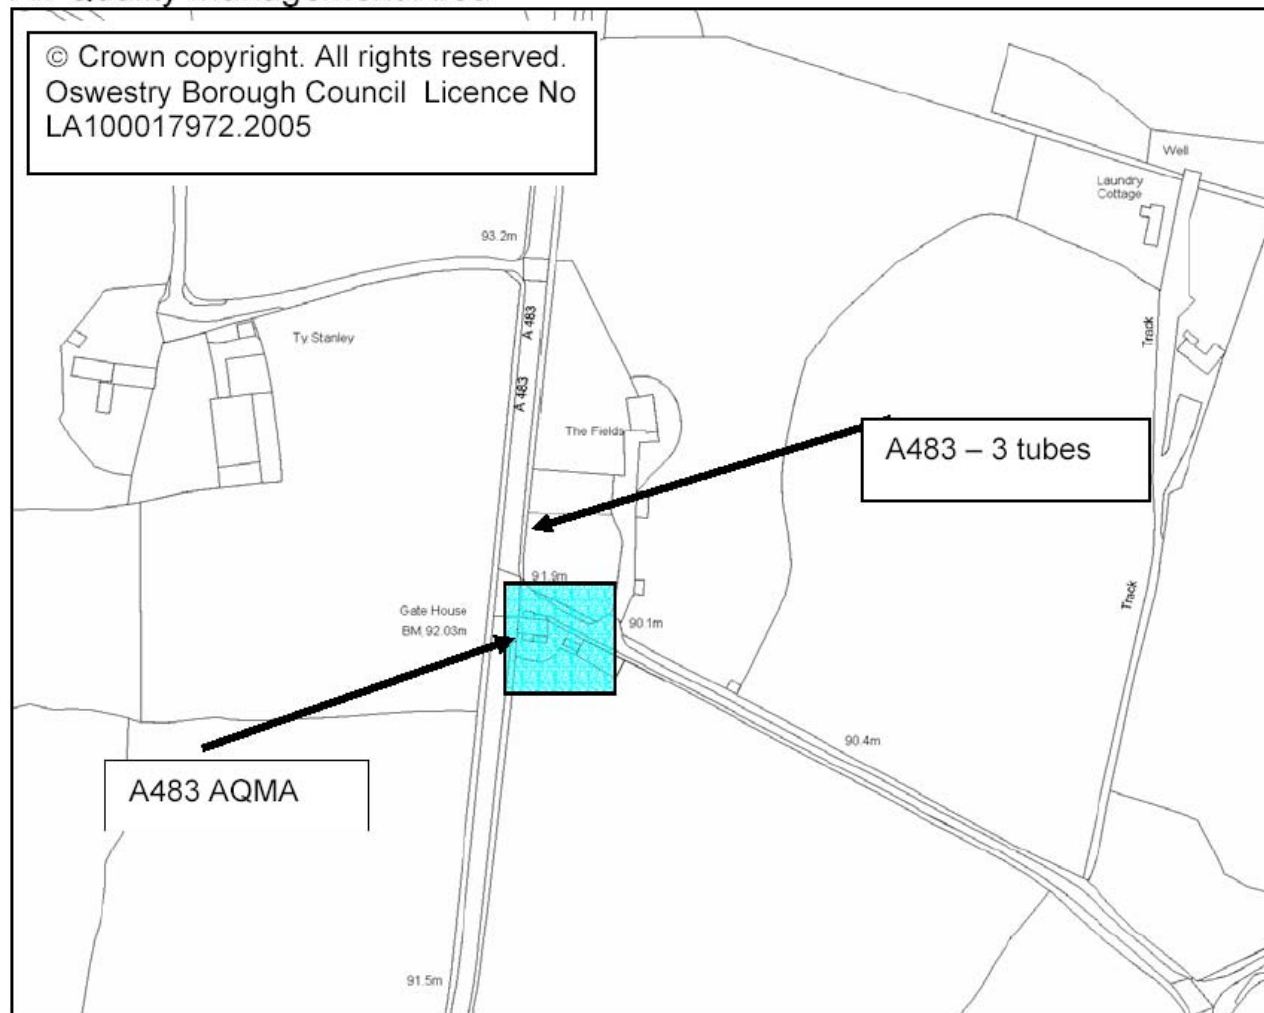 © Crown copyright. All rights reserved.
Oswestry Borough Council Licence No
LA100017972.2005
Well
Laundry
Cottage
93.2m
A 483
Track
Ty Stanley
A 483
The Fields
A483 – 3 tubes
91.9m
Track
Gate House
BM 92.03m
90.1m
90.4m
A483 AQMA
91.5m